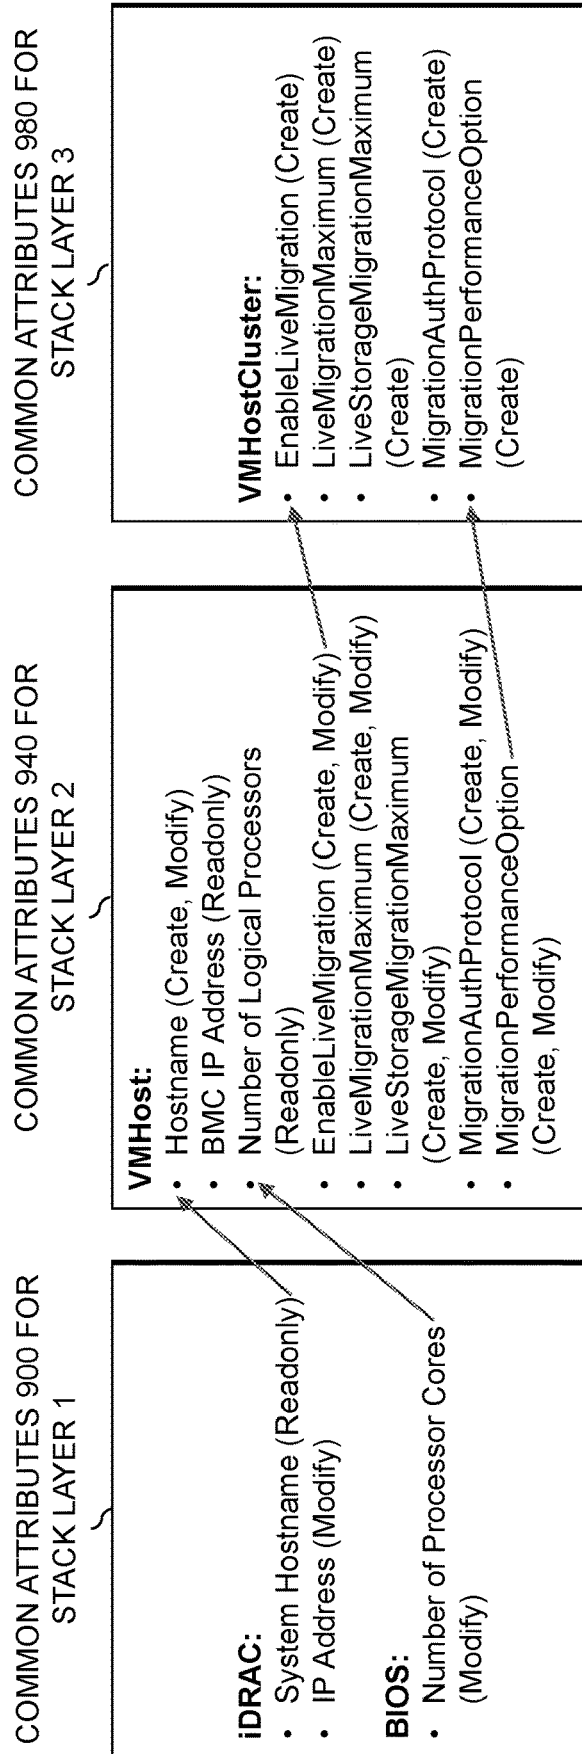 COMMON ATTRIBUTES 900 FOR
STACK LAYER 1
iDRAC:
• System Hostname (Readonly)
• IP Address (Modify)
BIOS:
• Number of Processor Cores
(Modify)
COMMON ATTRIBUTES 940 FOR
STACK LAYER 2
VMHost:
• Hostname (Create, Modify)
• BMC IP Address (Readonly)
• Number of Logical Processors
(Readonly)
• EnableLiveMigration (Create, Modify)
• LiveMigrationMaximum (Create, Modify)
• LiveStorageMigrationMaximum
(Create, Modify)
• MigrationAuthProtocol (Create, Modify)
• MigrationPerformanceOption
(Create, Modify)
COMMON ATTRIBUTES 980 FOR
STACK LAYER 3
VMHostCluster:
• EnableLiveMigration (Create)
• LiveMigrationMaximum (Create)
• LiveStorageMigrationMaximum
(Create)
• MigrationAuthProtocol (Create)
• MigrationPerformanceOption
(Create)